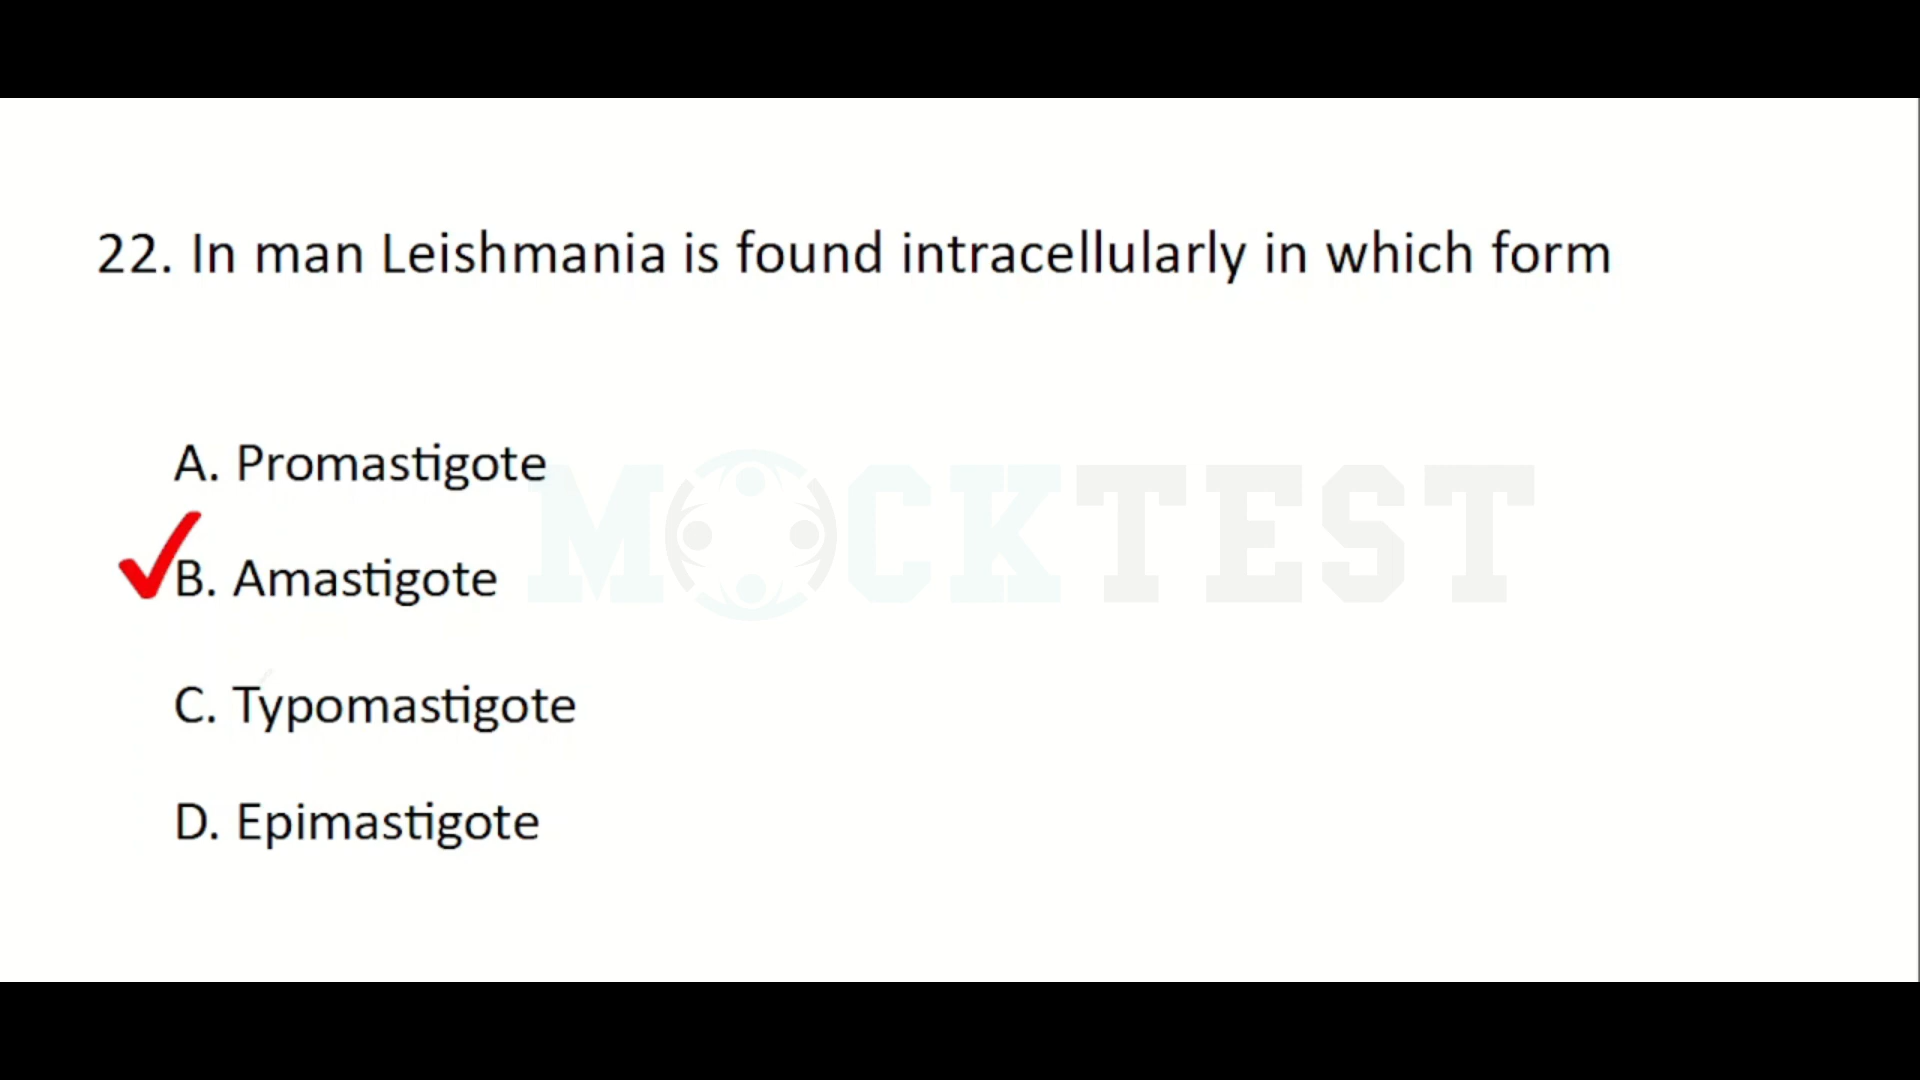 22. In man Leishmania is found intracellularly in which form
A. Promastigote
MOCKTEST
B. Amastigote
C. Typomastigote
D. Epimastigote